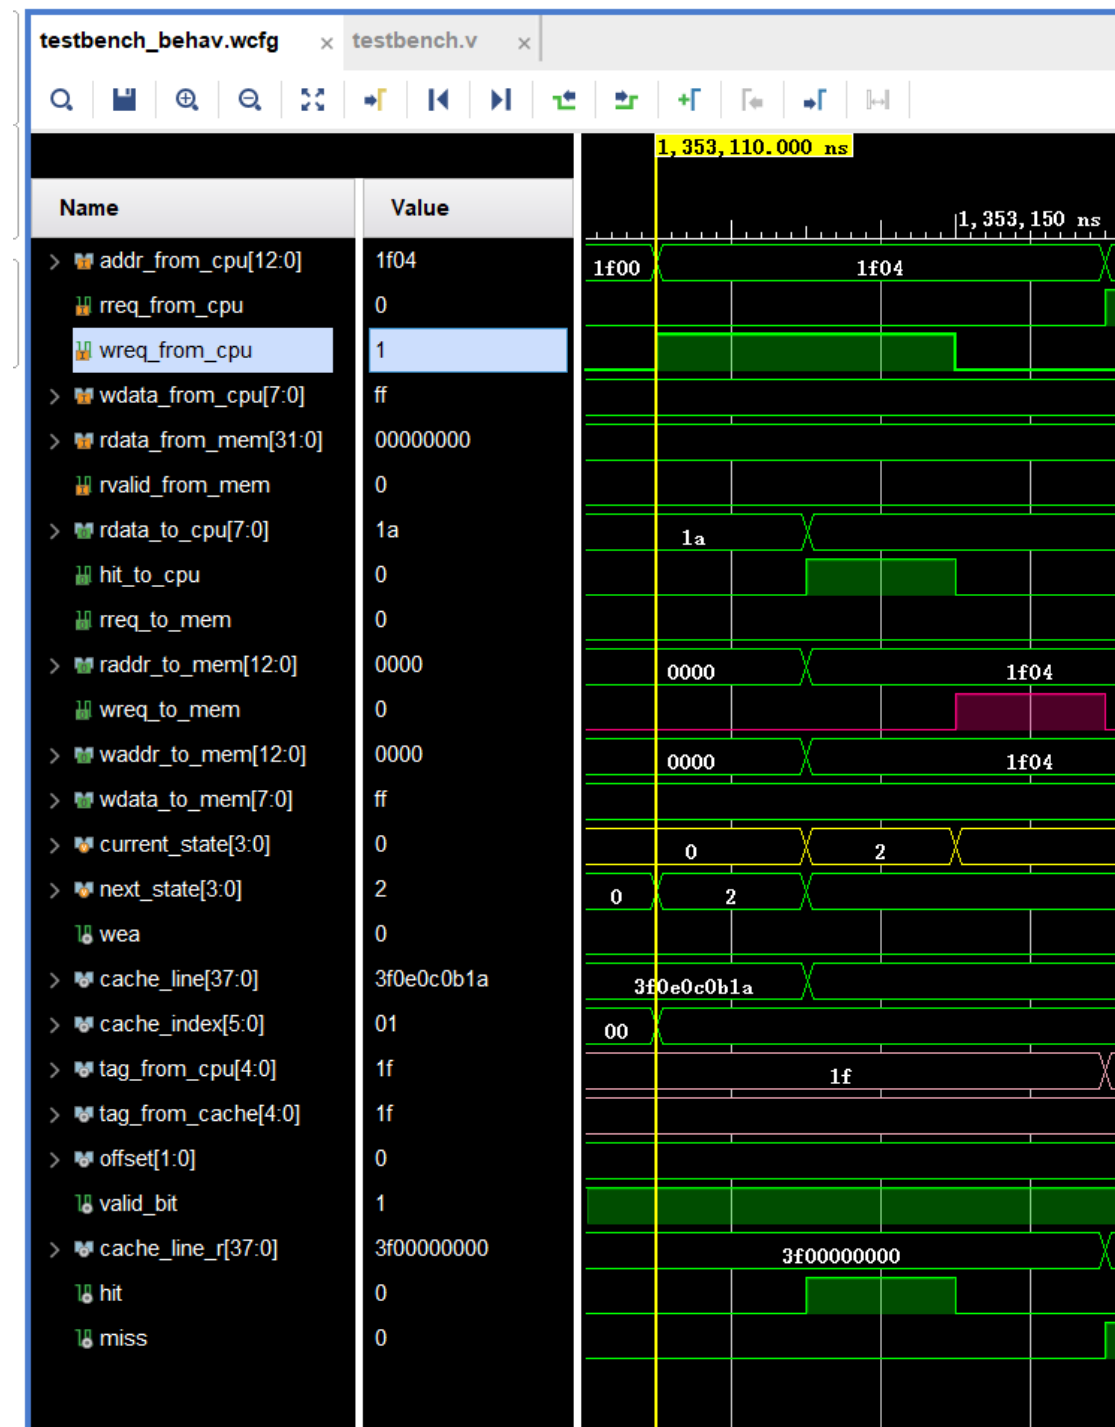 testbench_behav.wcfg × testbench.v ×
1,353,110.000 ns
Name Value
1,353,150 ns
addr_from_cpu[12:0] 1f04 1f00 1f04
rreq_from_cpu 0
wreq_from_cpu 1
wdata_from_cpu[7:0] ff
rdata_from_mem[31:0] 00000000
rvalid_from_mem 0
rdata_to_cpu[7:0] 1a 1a
hit_to_cpu 0
rreq_to_mem 0
raddr_to_mem[12:0] 0000 0000 1f04
wreq_to_mem 0
waddr_to_mem[12:0] 0000 0000 1f04
wdata_to_mem[7:0] ff
current_state[3:0] 0 0 2
next_state[3:0] 2 0 2
wea 0
cache_line[37:0] 3f0e0c0b1a 3f0e0c0b1a
cache_index[5:0] 01 00
tag_from_cpu[4:0] 1f 1f
tag_from_cache[4:0] 1f
offset[1:0] 0
valid_bit 1
cache_line_r[37:0] 3f00000000 3f00000000
hit 0
miss 0